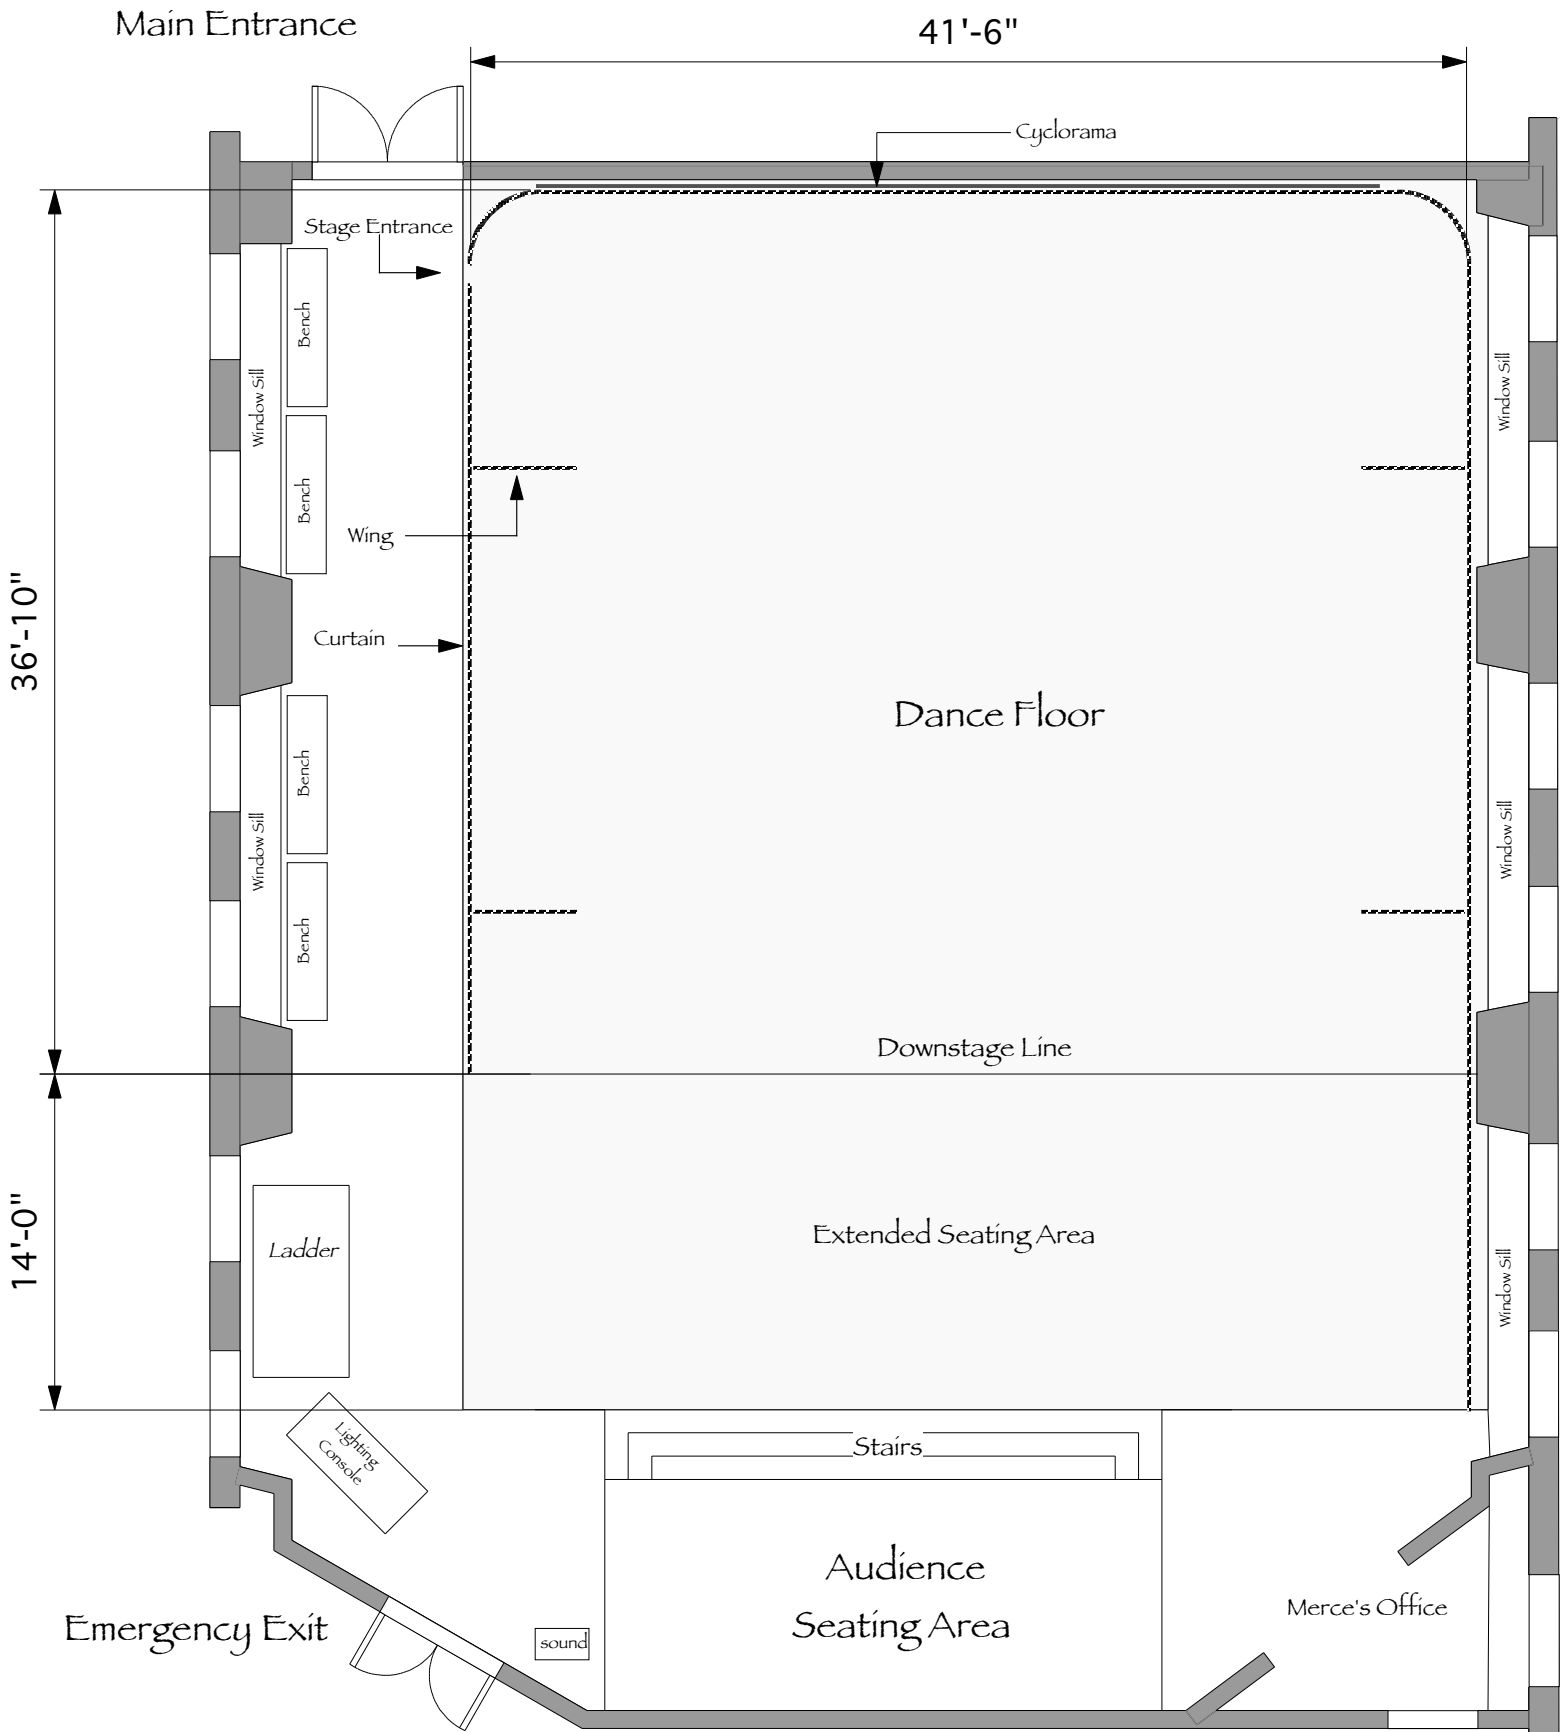 Main Entrance
41'-6"
Cyclorama
Stage Entrance
Bench
Window Sill
Window Sill
Bench
Wing
36'-10"
Curtain
Dance Floor
Bench
Window Sill
Window Sill
Bench
Downstage Line
14'-0"
Extended Seating Area
Ladder
Window Sill
Lighting
Console
Stairs
Audience
Seating Area
Merce's Office
Emergency Exit
sound